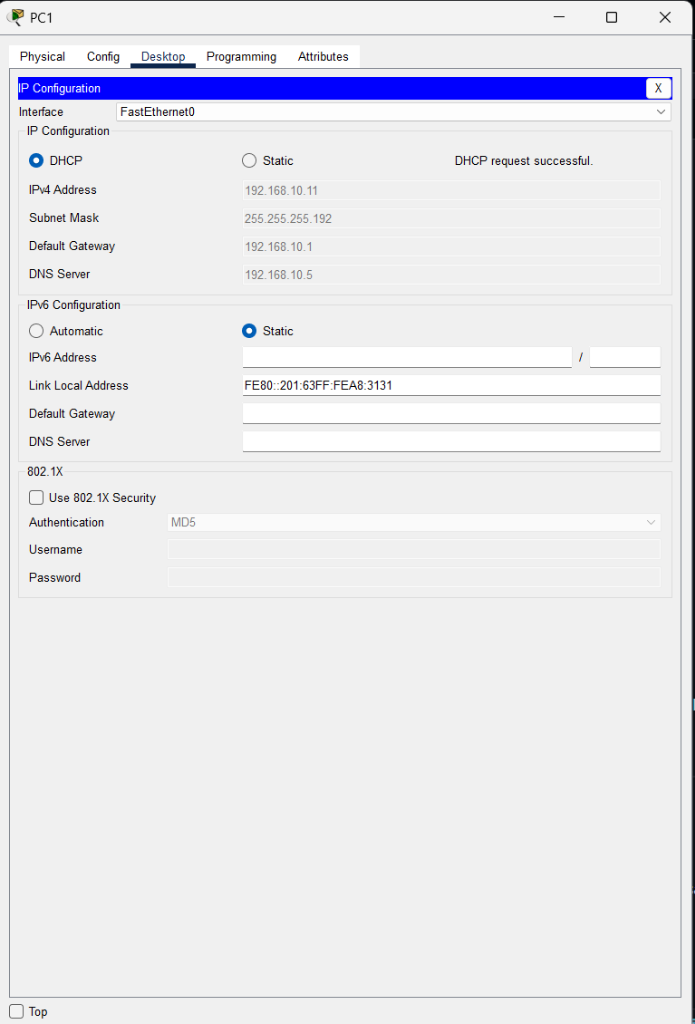 PC1
Physical Config Desktop Programming Attributes
IP Configuration X
Interface FastEthernet0
IP Configuration
DHCP Static DHCP request successful.
IPv4 Address 192.168.10.11
Subnet Mask 255.255.255.192
Default Gateway 192.168.10.1
DNS Server 192.168.10.5
IPv6 Configuration
Automatic Static
IPv6 Address /
Link Local Address FE80::201:63FF:FEA8:3131
Default Gateway
DNS Server
802.1X
Use 802.1X Security
Authentication MD5
Username
Password
Top